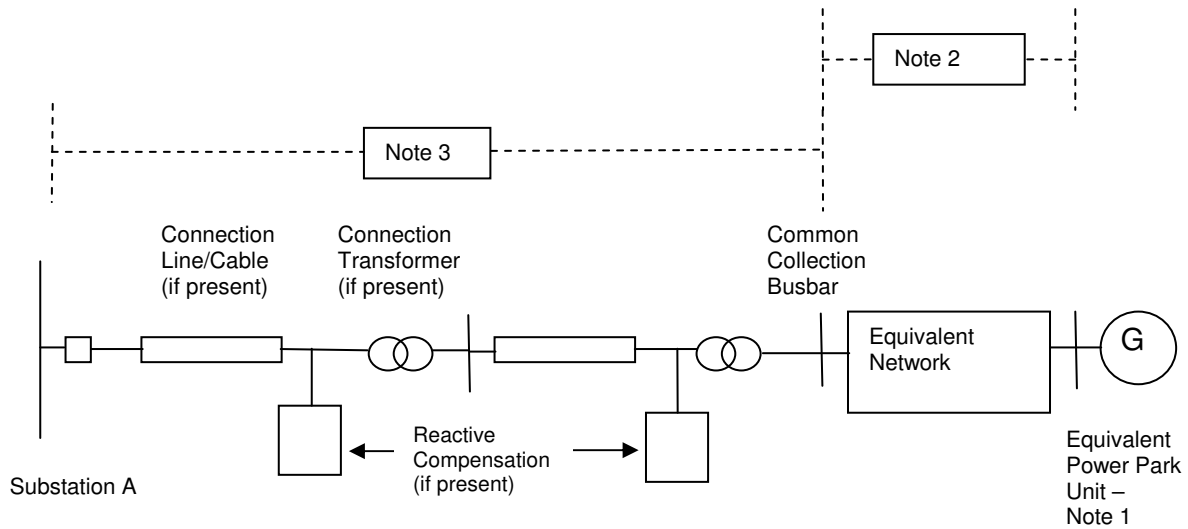 Note 2
Note 3
Connection
Line/Cable
(if present)
Connection
Transformer
(if present)
Common
Collection
Busbar
Equivalent
Network
G
Reactive
Compensation
(if present)
Substation A
Equivalent
Power Park
Unit –
Note 1